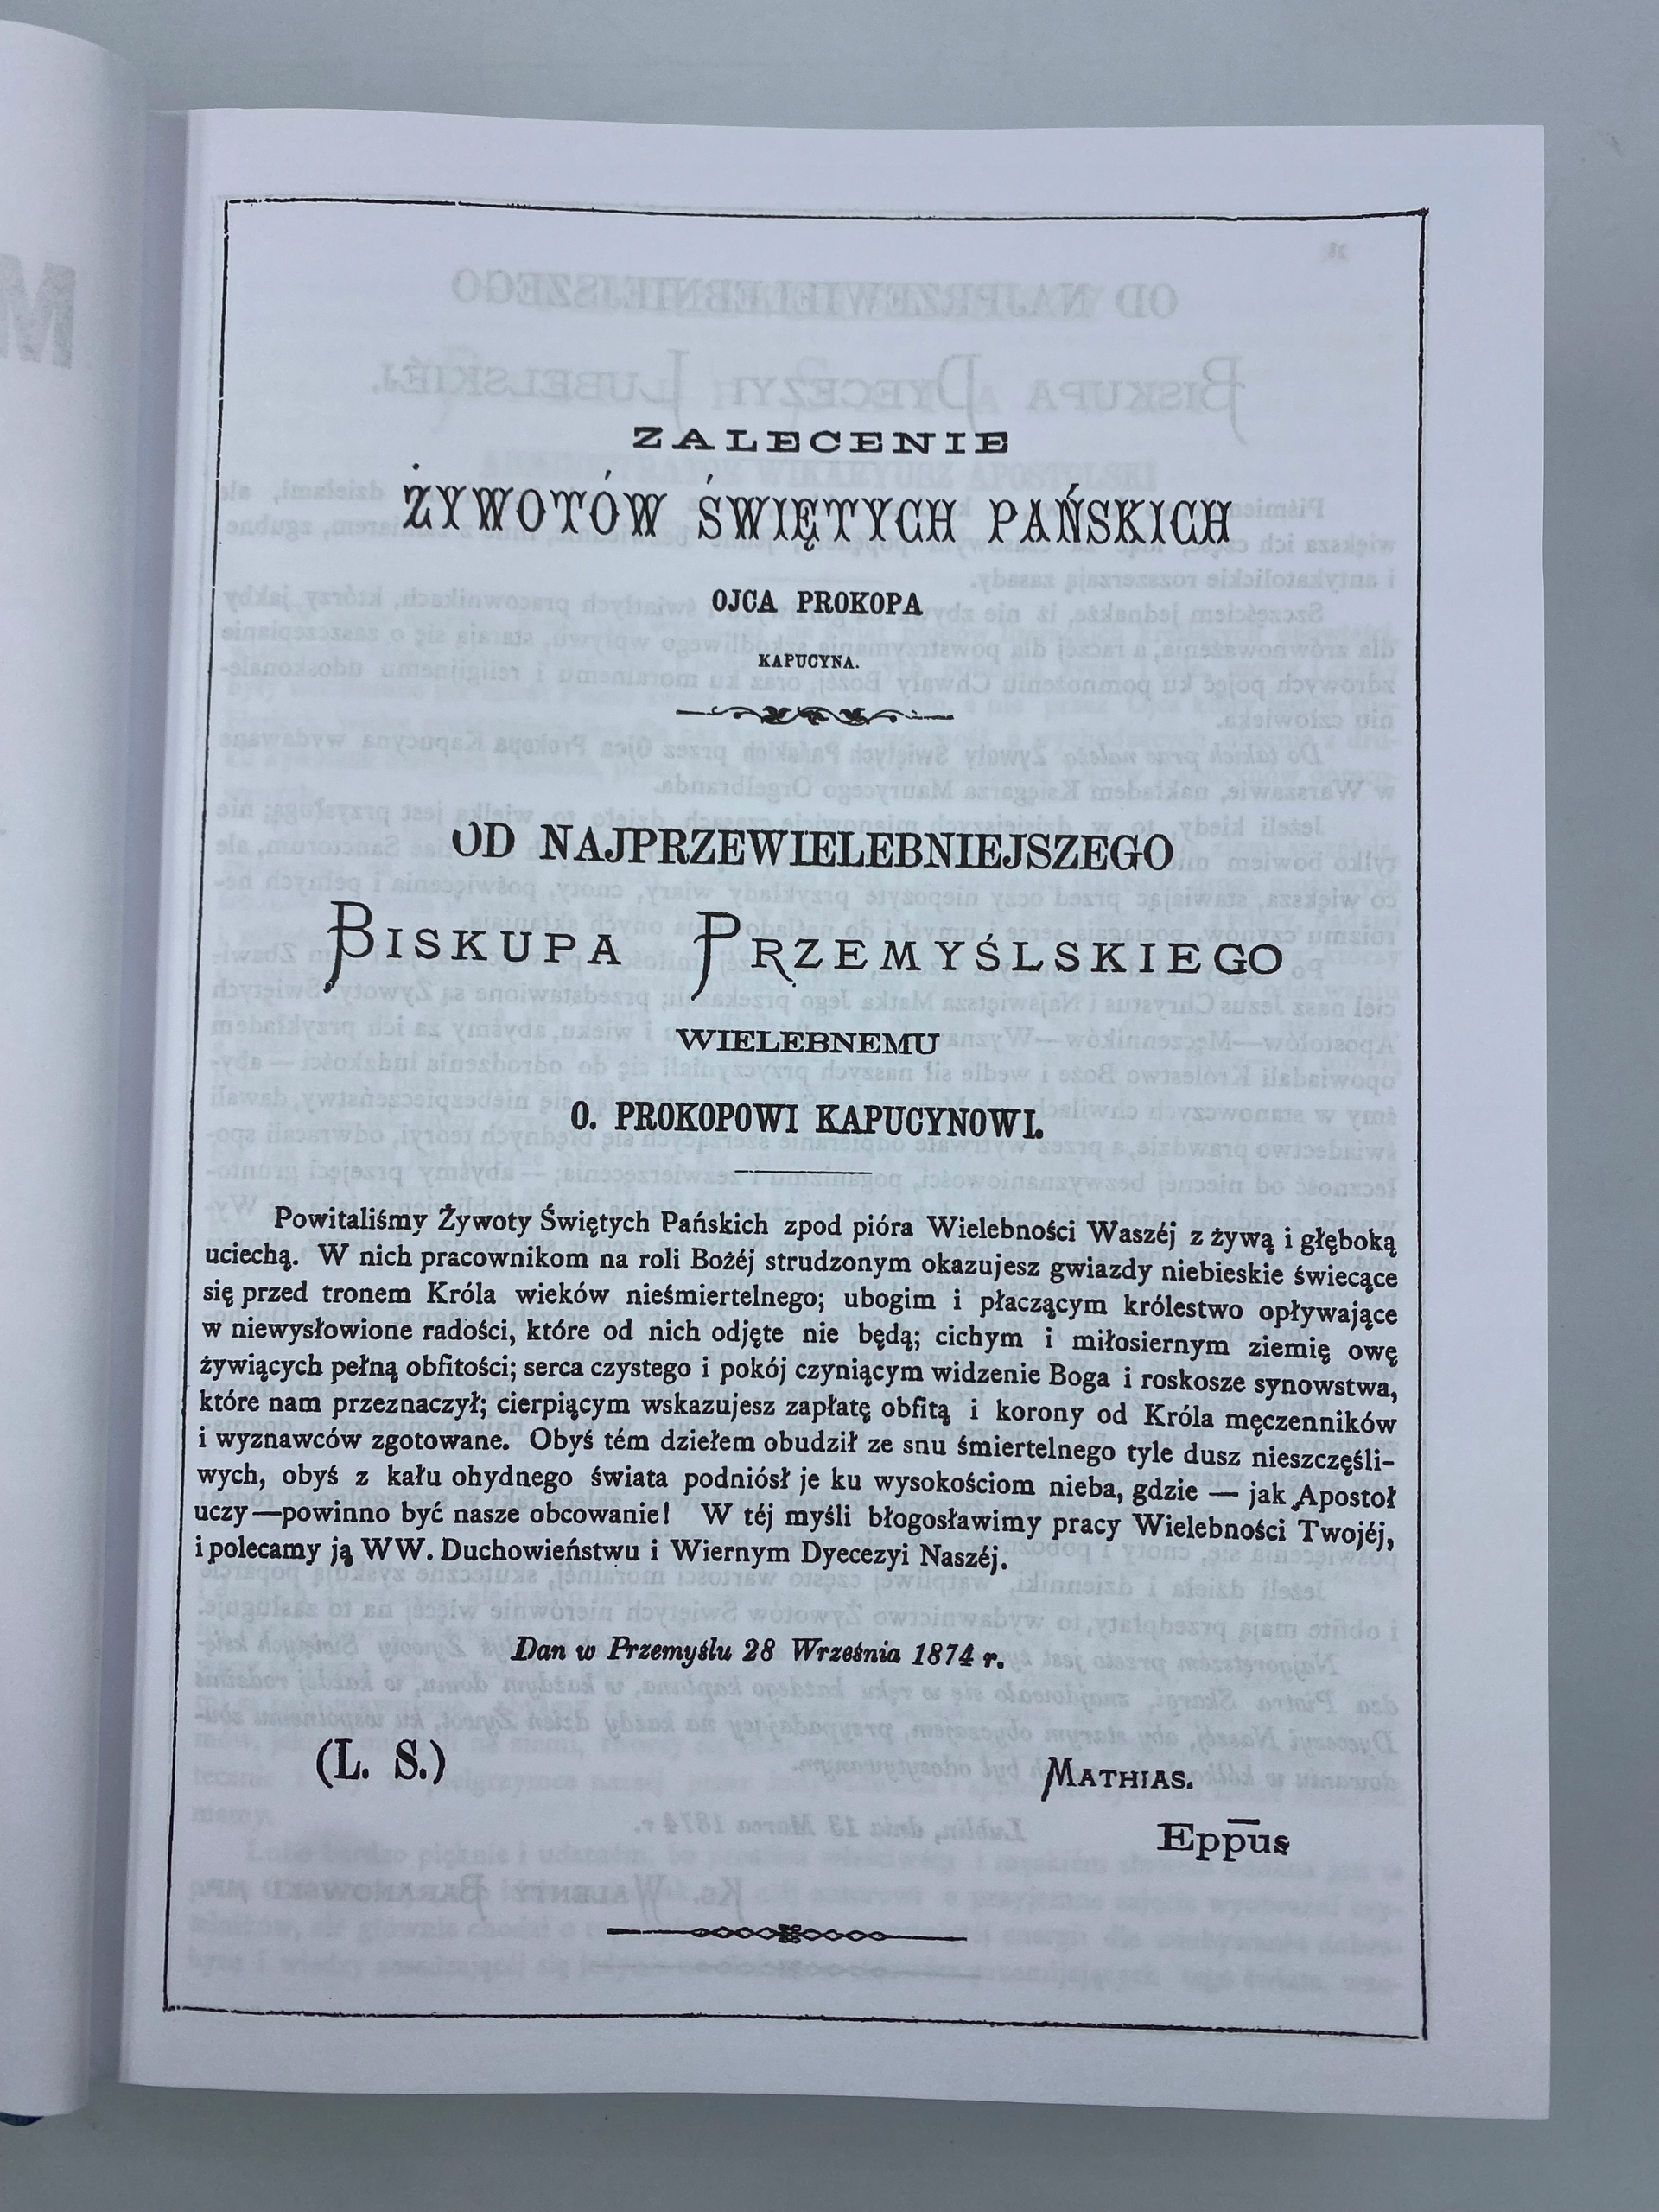 ZALECENIE
ŻYWOTÓW ŚWIĘTYCH PAŃSKICH
OJCA PROKOPA
KAPUCYNA.
OD NAJPRZEWIELEBNIEJSZEGO
BISKUPA PRZEMYŚLSKIEGO
WIELEBNEMU
O. PROKOPOWI KAPUCYNOWI.
Powitaliśmy Żywoty Świętych Pańskich zpod pióra Wielebności Waszéj z żywą i głęboką
uciechą. W nich pracownikom na roli Bożéj strudzonym okazujesz gwiazdy niebieskie świecące
się przed tronem Króla wieków nieśmiertelnego; ubogim i płaczącym królestwo opływające
w niewysłowione radości, które od nich odjęte nie będą; cichym i miłosiernym ziemię owę
żywiących pełną obfitości; serca czystego i pokój czyniącym widzenie Boga i roskosze synowstwa,
które nam przeznaczył; cierpiącym wskazujesz zapłatę obfitą i korony od Króla męczenników
i wyznawców zgotowane. Obyś tém dziełem obudził ze snu śmiertelnego tyle dusz nieszczęśli-
wych, obyś z kału ohydnego świata podniósł je ku wysokościom nieba, gdzie — jak Apostoł
uczy—powinno być nasze obcowanie! W téj myśli błogosławimy pracy Wielebności Twojéj,
i polecamy ją WW. Duchowieństwu i Wiernym Dyecezyi Naszéj.
Dan w Przemyślu 28 Września 1874 r.
(L. S.)
MATHIAS.
Eppūs